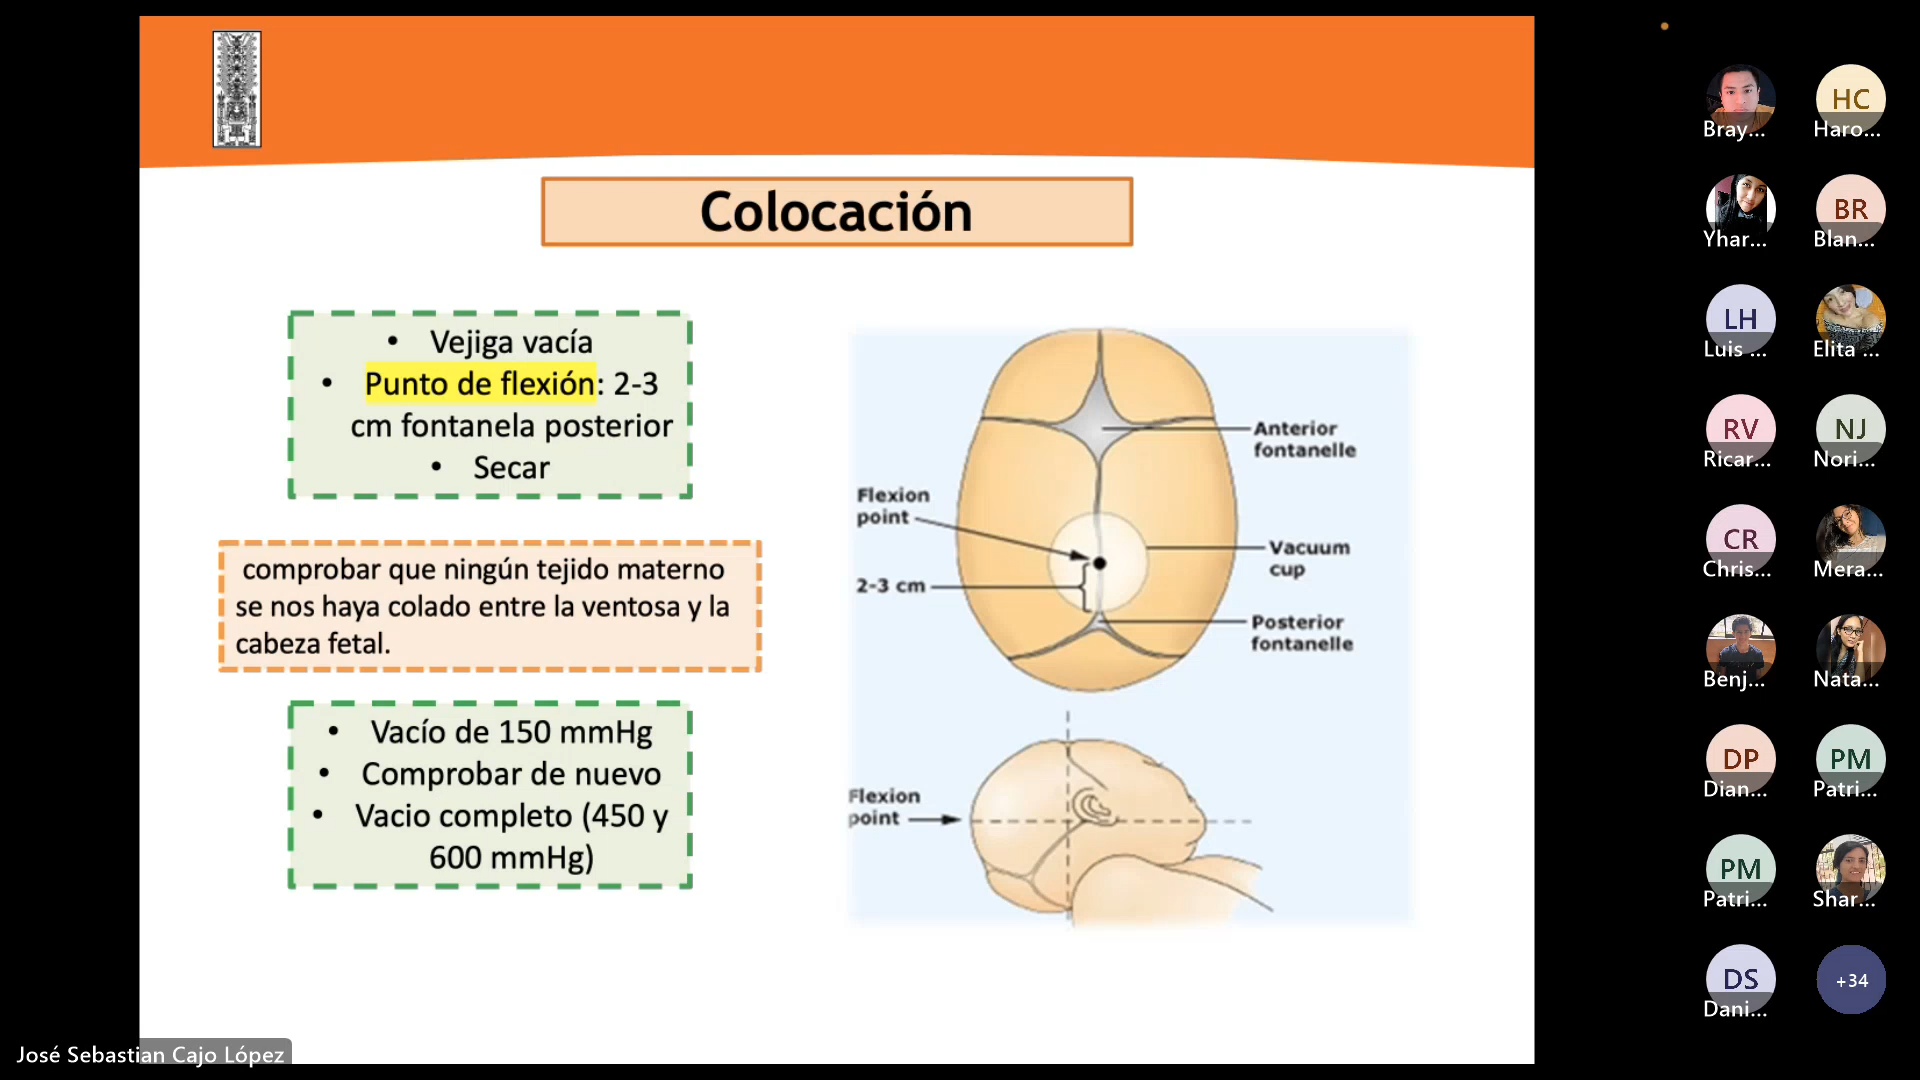 Colocación
• Vejiga vacía
• Punto de flexión: 2-3
cm fontanela posterior
• Secar
comprobar que ningún tejido materno
se nos haya colado entre la ventosa y la
cabeza fetal.
• Vacío de 150 mmHg
• Comprobar de nuevo
• Vacio completo (450 y
600 mmHg)
Anterior
fontanelle
Flexion
point
Vacuum
cup
2-3 cm
Posterior
fontanelle
Flexion
point
José Sebastian Cajo López
Bray...
HC
Haro...
Yhar...
BR
Blan...
LH
Luis ...
Elita ...
RV
Ricar...
NJ
Nori...
CR
Chris...
Mera...
Benj...
Nata...
DP
Dian...
PM
Patri...
PM
Patri...
Shar...
DS
Dani...
+34